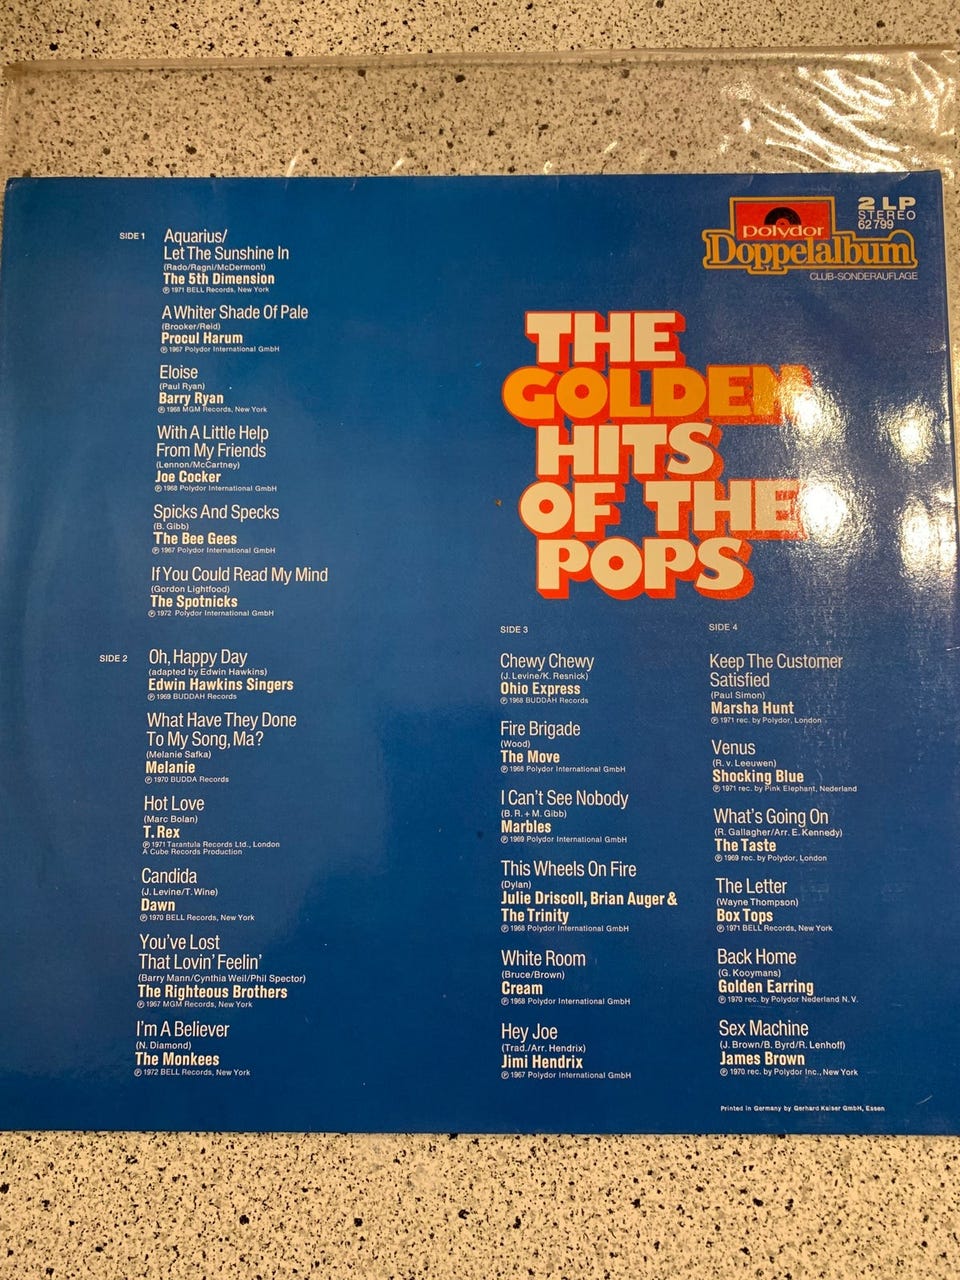 SIDE 1
Aquarius/
Let The Sunshine In
(Rado/Ragni/McDermont)
The 5th Dimension
℗ 1971 BELL Records, New York
A Whiter Shade Of Pale
(Brooker/Reid)
Procul Harum
℗ 1967 Polydor International GmbH
Eloise
(Paul Ryan)
Barry Ryan
℗ 1968 MGM Records, New York
With A Little Help
From My Friends
(Lennon/McCartney)
Joe Cocker
℗ 1968 Polydor International GmbH
Spicks And Specks
(B. Gibb)
The Bee Gees
℗ 1967 Polydor International GmbH
If You Could Read My Mind
(Gordon Lightfood)
The Spotnicks
℗ 1972 Polydor International GmbH
SIDE 2
Oh, Happy Day
(adapted by Edwin Hawkins)
Edwin Hawkins Singers
℗ 1969 BUDDAH Records
What Have They Done
To My Song, Ma?
(Melanie Safka)
Melanie
℗ 1970 BUDDA Records
Hot Love
(Marc Bolan)
T. Rex
℗ 1971 Tarantula Records Ltd., London
A Cube Records Production
Candida
(J. Levine/T. Wine)
Dawn
℗ 1970 BELL Records, New York
You've Lost
That Lovin' Feelin'
(Barry Mann/Cynthia Weil/Phil Spector)
The Righteous Brothers
℗ 1967 MGM Records, New York
I'm A Believer
(N. Diamond)
The Monkees
℗ 1972 BELL Records, New York
polydor
Doppelalbum
CLUB-SONDERAUFLAGE
2 LP
STEREO
62 799
THE
GOLDEN
HITS
OF THE
POPS
SIDE 3
Chewy Chewy
(J. Levine/K. Resnick)
Ohio Express
℗ 1968 BUDDAH Records
Fire Brigade
(Wood)
The Move
℗ 1968 Polydor International GmbH
I Can't See Nobody
(B. R. + M. Gibb)
Marbles
℗ 1969 Polydor International GmbH
This Wheels On Fire
(Dylan)
Julie Driscoll, Brian Auger &
The Trinity
℗ 1968 Polydor International GmbH
White Room
(Bruce/Brown)
Cream
℗ 1968 Polydor International GmbH
Hey Joe
(Trad./Arr. Hendrix)
Jimi Hendrix
℗ 1967 Polydor International GmbH
SIDE 4
Keep The Customer
Satisfied
(Paul Simon)
Marsha Hunt
℗ 1971 rec. by Polydor, London
Venus
(R. v. Leeuwen)
Shocking Blue
℗ 1971 rec. by Pink Elephant, Nederland
What's Going On
(R. Gallagher/Arr. E. Kennedy)
The Taste
℗ 1969 rec. by Polydor, London
The Letter
(Wayne Thompson)
Box Tops
℗ 1971 BELL Records, New York
Back Home
(G. Kooymans)
Golden Earring
℗ 1970 rec. by Polydor Nederland N. V.
Sex Machine
(J. Brown/B. Byrd/R. Lenhoff)
James Brown
℗ 1970 rec. by Polydor Inc., New York
Printed in Germany by Gerhard Kaiser GmbH, Essen